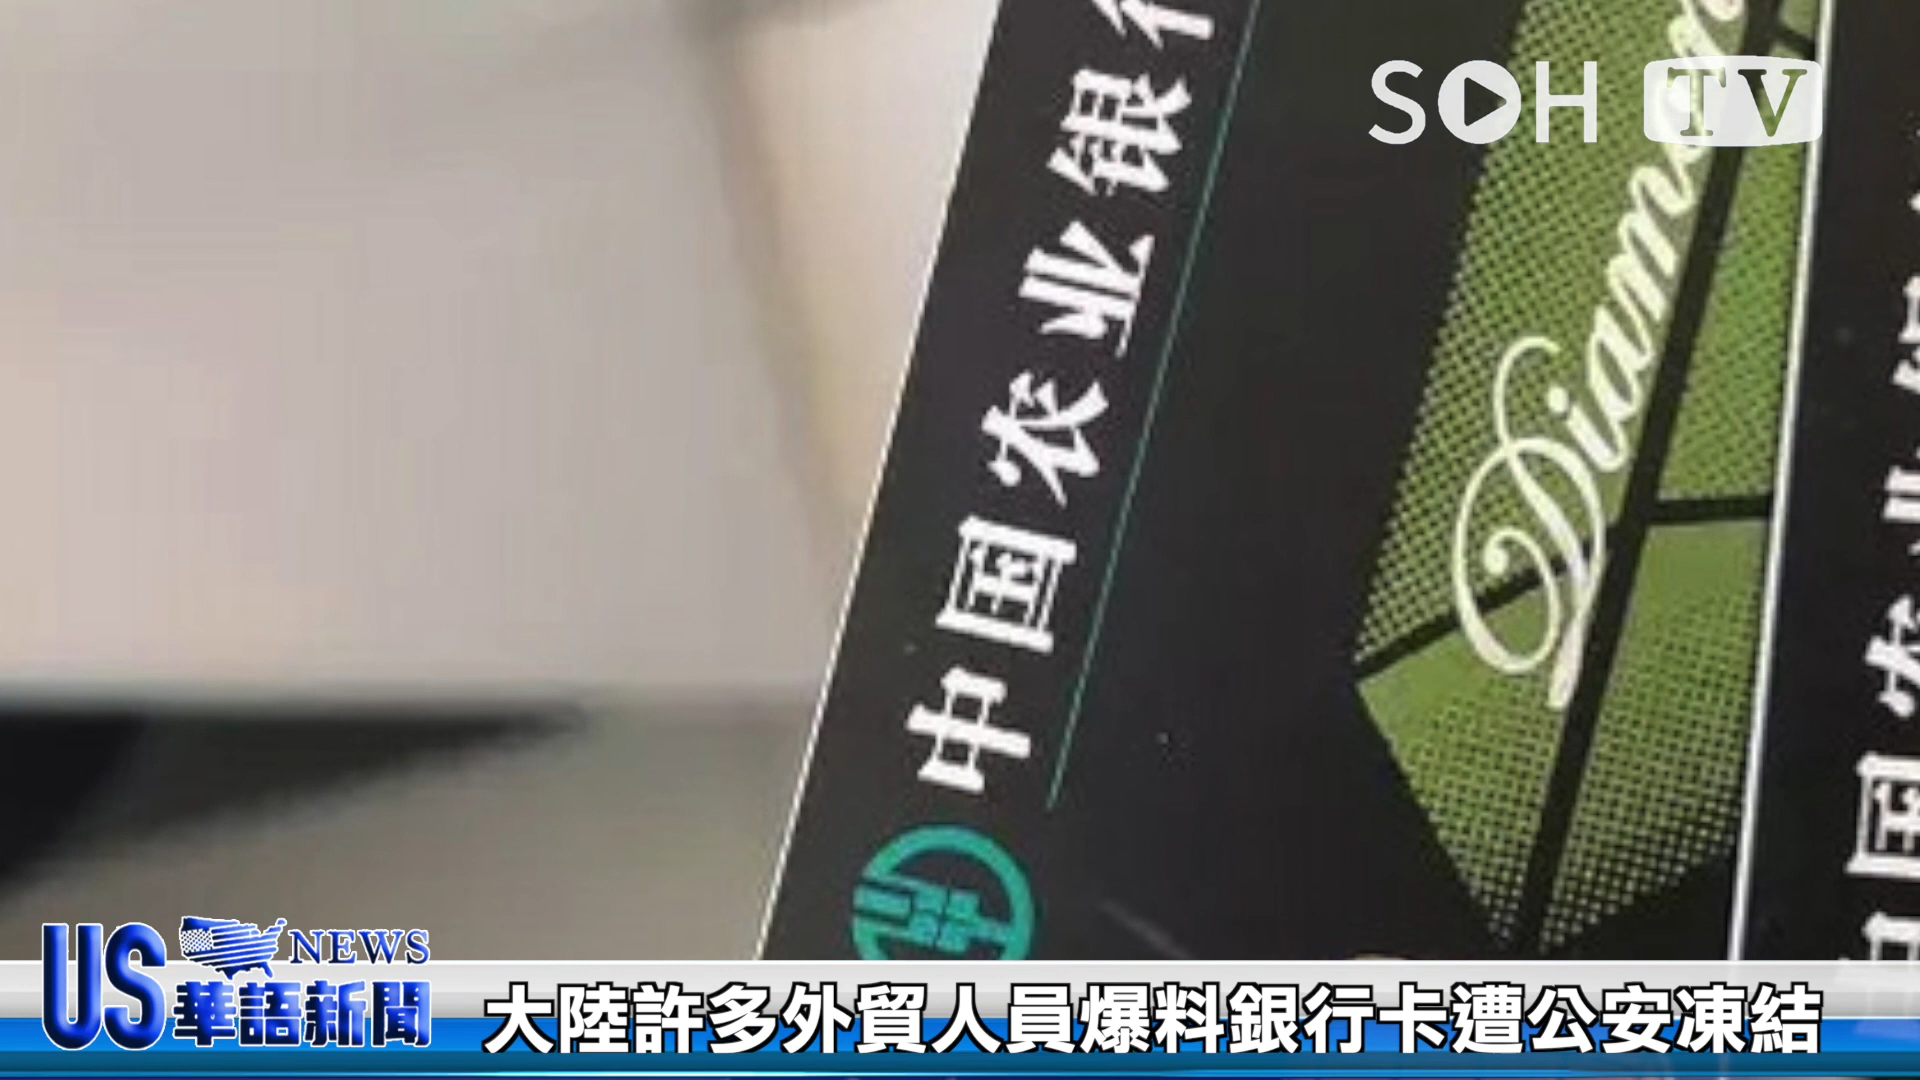 SOH TV
中国农业银行
Diamond
US NEWS
華語新聞
大陸許多外貿人員爆料銀行卡遭公安凍結